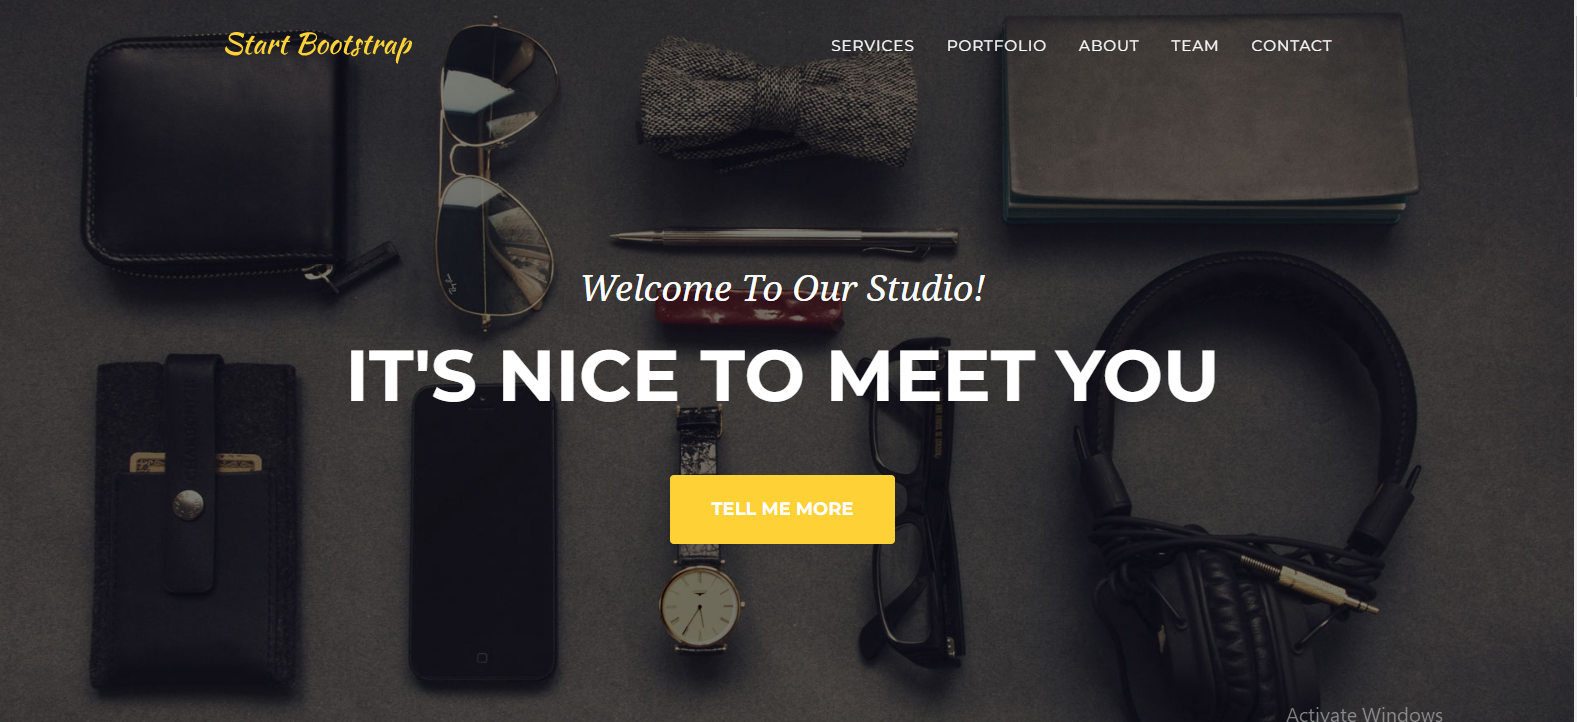 Start Bootstrap
SERVICES PORTFOLIO ABOUT TEAM CONTACT
Welcome To Our Studio!
IT'S NICE TO MEET YOU
TELL ME MORE
Activate Windows